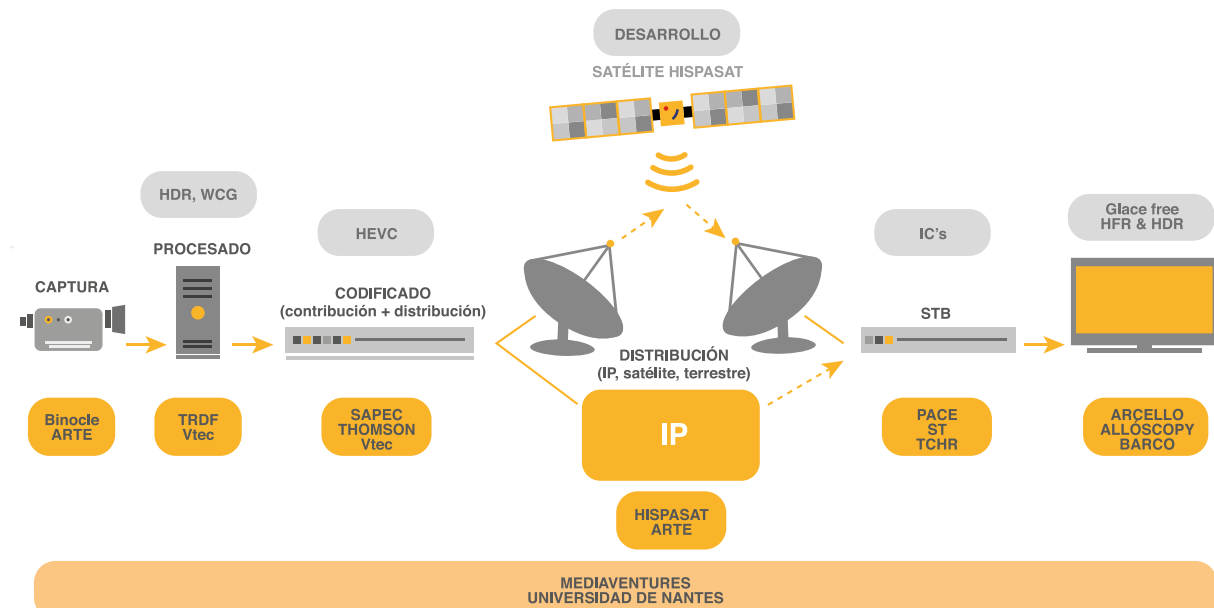 DESARROLLO
SATÉLITE HISPASAT
HDR, WCG
PROCESADO
HEVC
CODIFICADO
(contribución + distribución)
CAPTURA
IC's
STB
Glace free
HFR & HDR
DISTRIBUCIÓN
(IP, satélite, terrestre)
IP
Binocle
ARTE
TRDF
Vtec
SAPEC
THOMSON
Vtec
PACE
ST
TCHR
ARCELLO
ALLÓSCOPY
BARCO
HISPASAT
ARTE
MEDIAVENTURES
UNIVERSIDAD DE NANTES